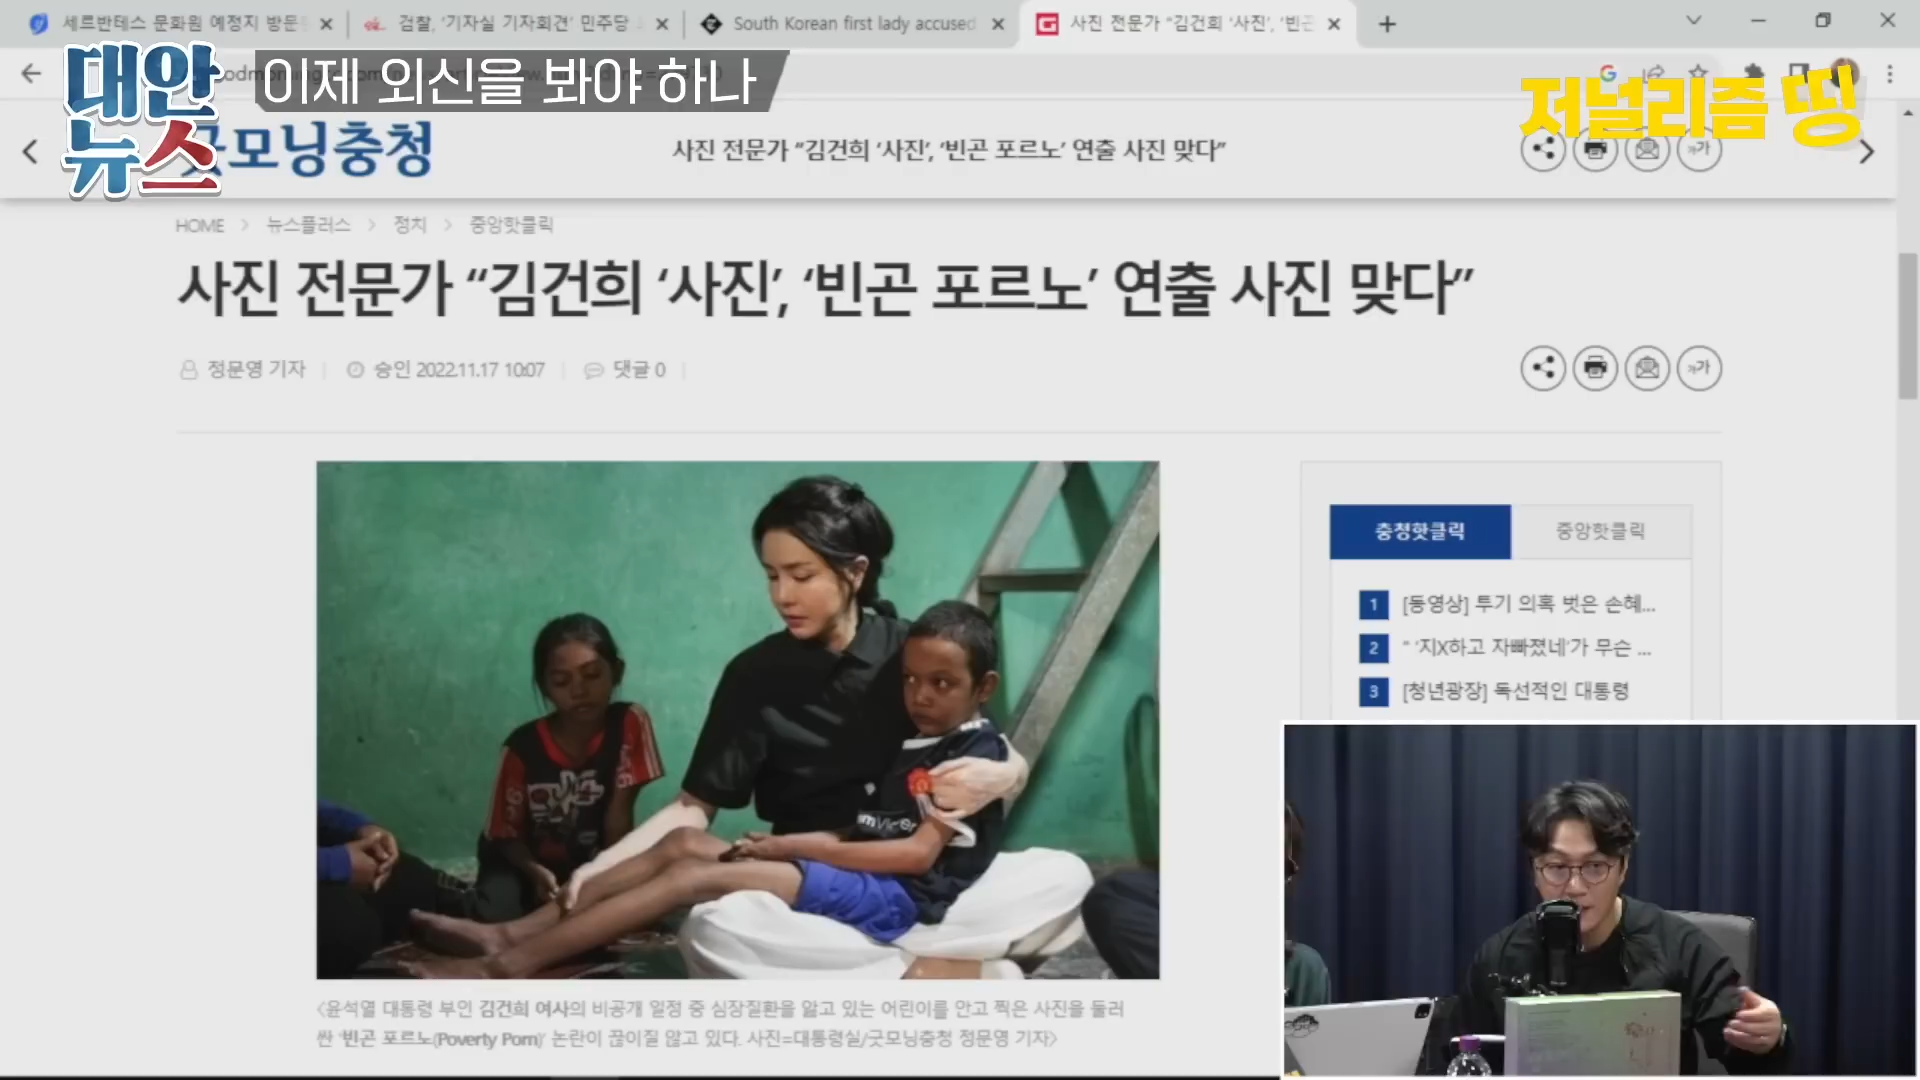 세르반테스 문화원 예정지 방문
검찰, ‘기자실 기자회견’ 민주당
South Korean first lady accused
사진 전문가 “김건희 ‘사진’, ‘빈곤
대안
뉴스
이제 외신을 봐야 하나
저널리즘 띵
굿모닝충청
사진 전문가 “김건희 ‘사진’, ‘빈곤 포르노’ 연출 사진 맞다”
HOME > 뉴스플러스 > 정치 > 중앙핫클릭
사진 전문가 “김건희 ‘사진’, ‘빈곤 포르노’ 연출 사진 맞다”
정문영 기자 승인 2022.11.17 10:07 댓글 0
충청핫클릭 중앙핫클릭
1 [동영상] 투기 의혹 벗은 손혜...
2 “ ‘지X하고 자빠졌네’가 무슨 ...
3 [청년광장] 독선적인 대통령
<윤석열 대통령 부인 김건희 여사의 비공개 일정 중 심장질환을 앓고 있는 어린이를 안고 찍은 사진을 둘러
싼 ‘빈곤 포르노(Poverty Porn)’ 논란이 끊이질 않고 있다. 사진=대통령실/굿모닝충청 정문영 기자>